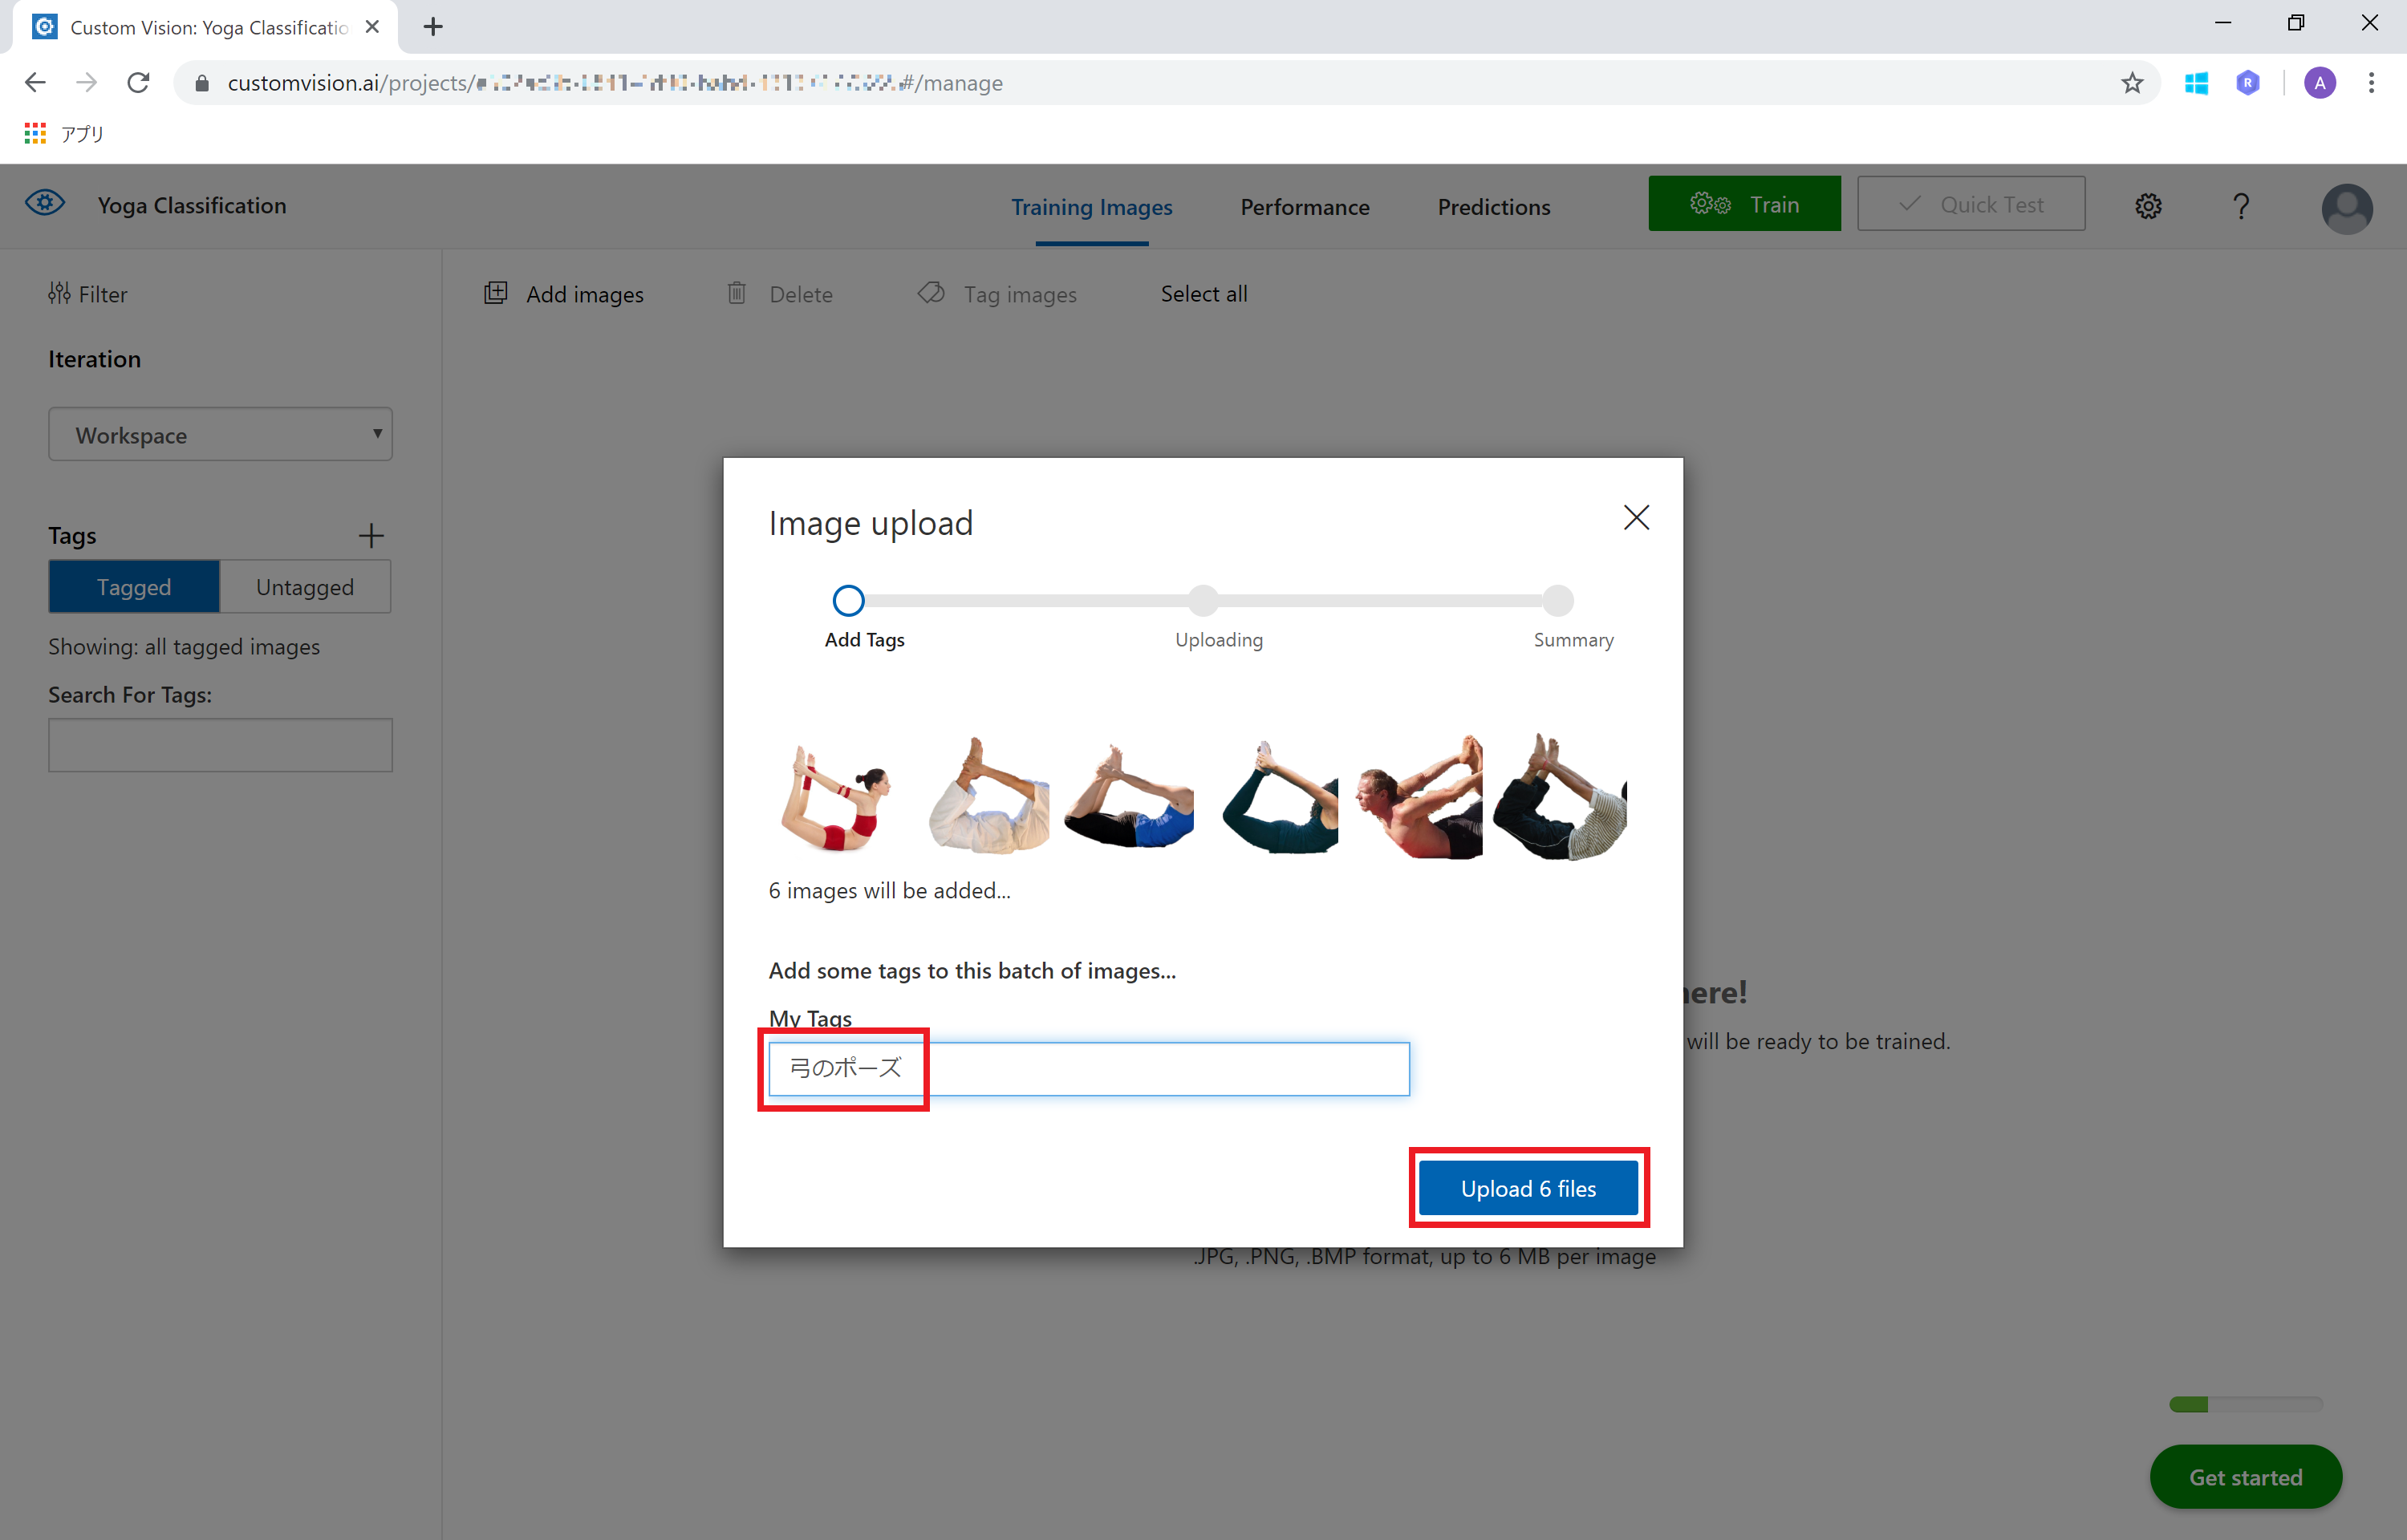 Custom Vision: Yoga Classificatio
customvision.ai/projects/
#/manage
R
A
アプリ
Yoga Classification
Training Images
Performance
Predictions
Train
Quick Test
?
Filter
Add images
Delete
Tag images
Select all
Iteration
Workspace
Tags
Tagged
Untagged
Showing: all tagged images
Search For Tags:
Image upload
Add Tags
Uploading
Summary
6 images will be added...
Add some tags to this batch of images...
My Tags
弓のポーズ
Upload 6 files
here!
will be ready to be trained.
.JPG, .PNG, .BMP format, up to 6 MB per image
Get started